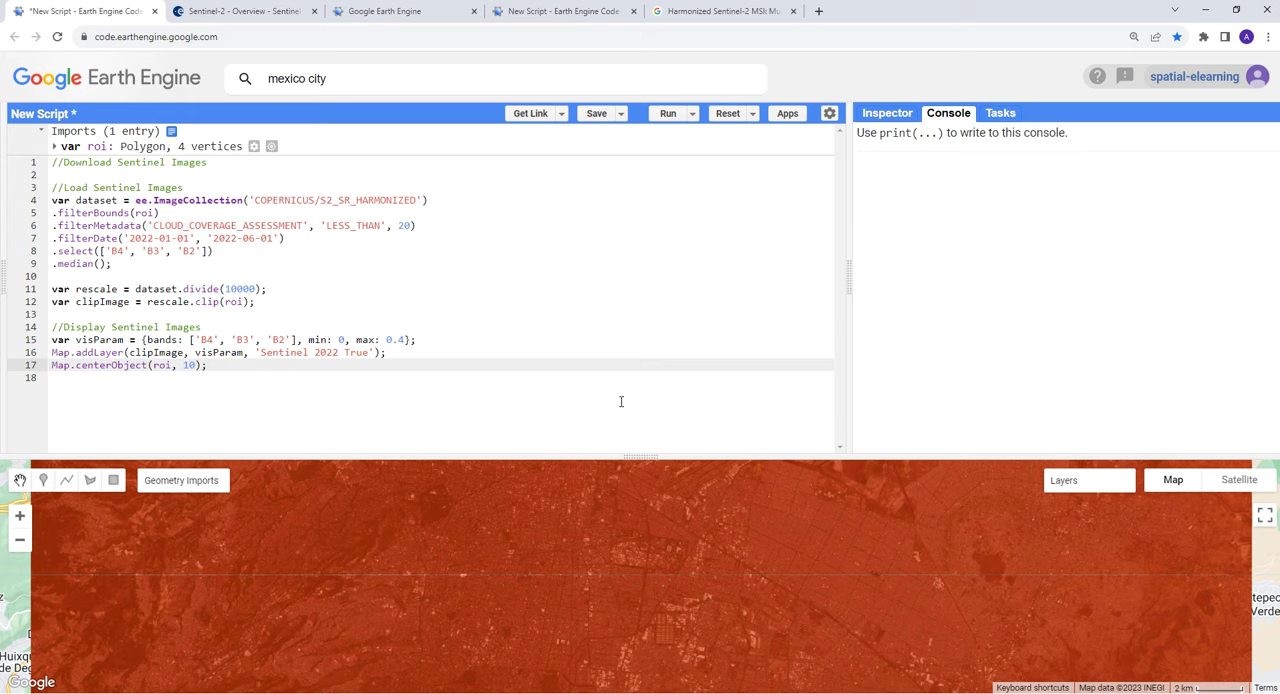 *New Script - Earth Engine Code
Sentinel-2 - Overview - Sentinel
Google Earth Engine
New Script - Earth Engine Code
Harmonized Sentinel-2 MSI: Mu
code.earthengine.google.com
A
Google Earth Engine
mexico city
spatial-elearning
New Script *
Get Link
Save
Run
Reset
Apps
Inspector
Console
Tasks
Imports (1 entry)
var roi: Polygon, 4 vertices
Use print(...) to write to this console.
1 //Download Sentinel Images
2
3 //Load Sentinel Images
4 var dataset = ee.ImageCollection('COPERNICUS/S2_SR_HARMONIZED')
5 .filterBounds(roi)
6 .filterMetadata('CLOUD_COVERAGE_ASSESSMENT', 'LESS_THAN', 20)
7 .filterDate('2022-01-01', '2022-06-01')
8 .select(['B4', 'B3', 'B2'])
9 .median();
10
11 var rescale = dataset.divide(10000);
12 var clipImage = rescale.clip(roi);
13
14 //Display Sentinel Images
15 var visParam = {bands: ['B4', 'B3', 'B2'], min: 0, max: 0.4};
16 Map.addLayer(clipImage, visParam, 'Sentinel 2022 True');
17 Map.centerObject(roi, 10);
18
Geometry Imports
Layers
Map
Satellite
+
−
tepec
Verde
Huixqu
de Deg
Google
Keyboard shortcuts
Map data ©2023 INEGI
2 km
Terms